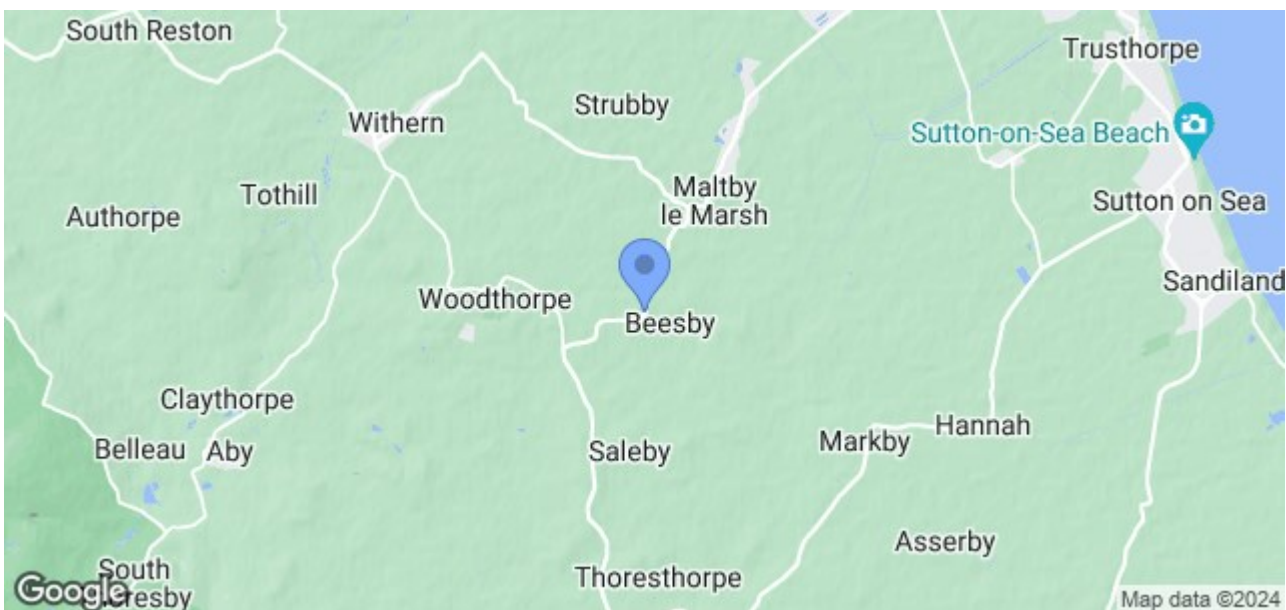 South Reston
Trusthorpe
Strubby
Withern
Sutton-on-Sea Beach
Maltby
le Marsh
Tothill
Authorpe
Sutton on Sea
Sandiland
Woodthorpe
Beesby
Claythorpe
Hannah
Markby
Belleau
Aby
Saleby
Asserby
South
Thoresthorpe
Google
Map data ©2024